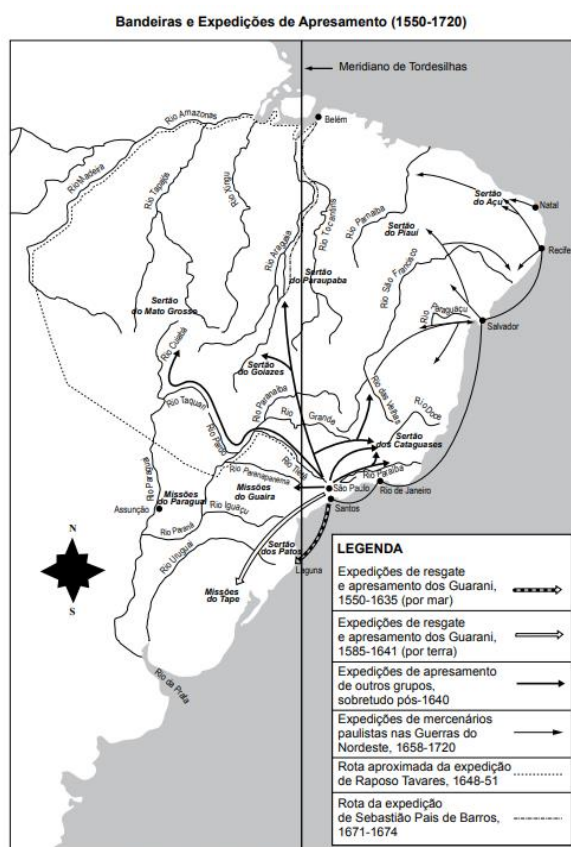 Bandeiras e Expedições de Apresamento (1550-1720)
Meridiano de Tordesilhas
Rio Amazonas
Belém
Rio Madeira
Rio Tapajós
Rio Xingu
Rio Araguaia
Rio Tocantins
Rio Parnaíba
Sertão
do Açu
Natal
Sertão
do Piauí
Recife
Rio São Francisco
Sertão
do Paraupaba
Rio Paraguaçu
Salvador
Sertão
do Mato Grosso
Rio Cuiabá
Sertão
do Goiazes
Rio das Velhas
Rio Taquari
Rio Paranaíba
Rio Grande
Rio Doce
Sertão
dos Cataguases
Rio Pardo
Rio Tietê
Rio Paraíba
Rio Paranapanema
São Paulo
Rio de Janeiro
Rio Paraguai
Missões
do Paraguai
Missões
do Guairá
Santos
Assunção
Rio Iguaçu
Rio Paraná
Sertão
dos Patos
Rio Uruguai
Laguna
Missões
do Tape
Rio da Prata
N
S
LEGENDA
Expedições de resgate
e apresamento dos Guarani,
1550-1635 (por mar)
Expedições de resgate
e apresamento dos Guarani,
1585-1641 (por terra)
Expedições de apresamento
de outros grupos,
sobretudo pós-1640
Expedições de mercenários
paulistas nas Guerras do
Nordeste, 1658-1720
Rota aproximada da expedição
de Raposo Tavares, 1648-51
Rota da expedição
de Sebastião Pais de Barros,
1671-1674